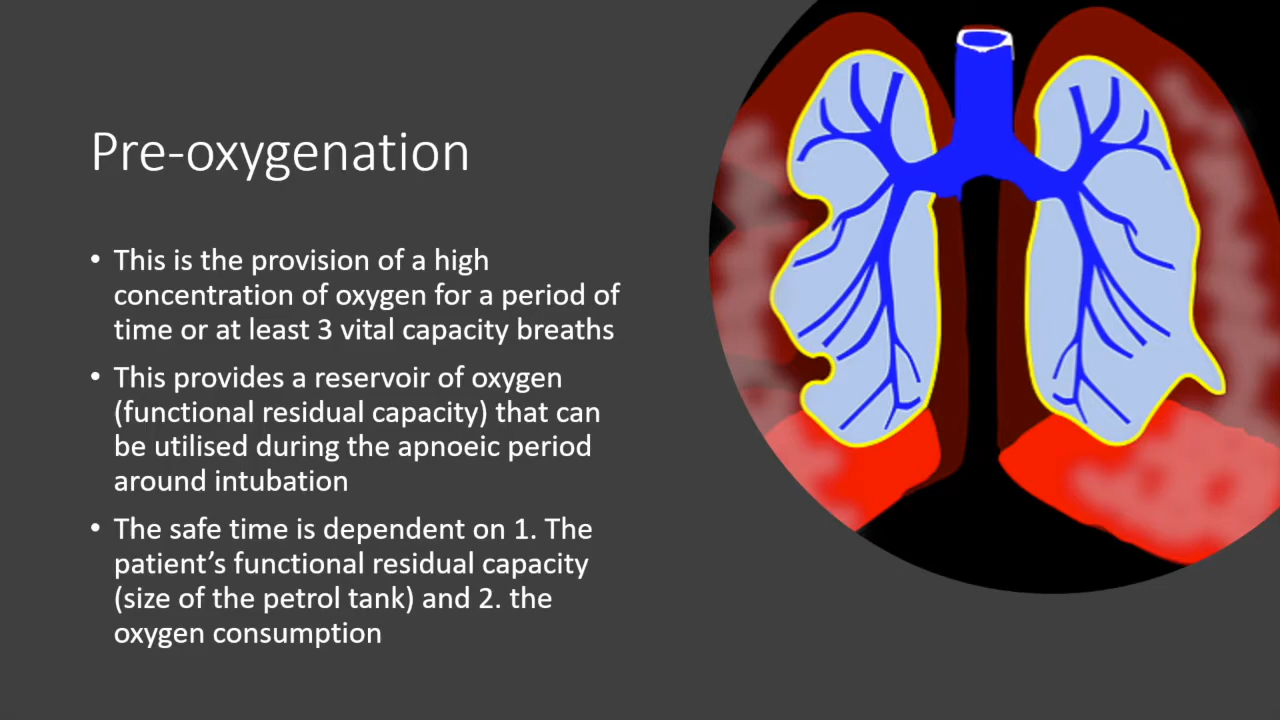 Pre-oxygenation
• This is the provision of a high
concentration of oxygen for a period of
time or at least 3 vital capacity breaths
• This provides a reservoir of oxygen
(functional residual capacity) that can
be utilised during the apnoeic period
around intubation
• The safe time is dependent on 1. The
patient’s functional residual capacity
(size of the petrol tank) and 2. the
oxygen consumption